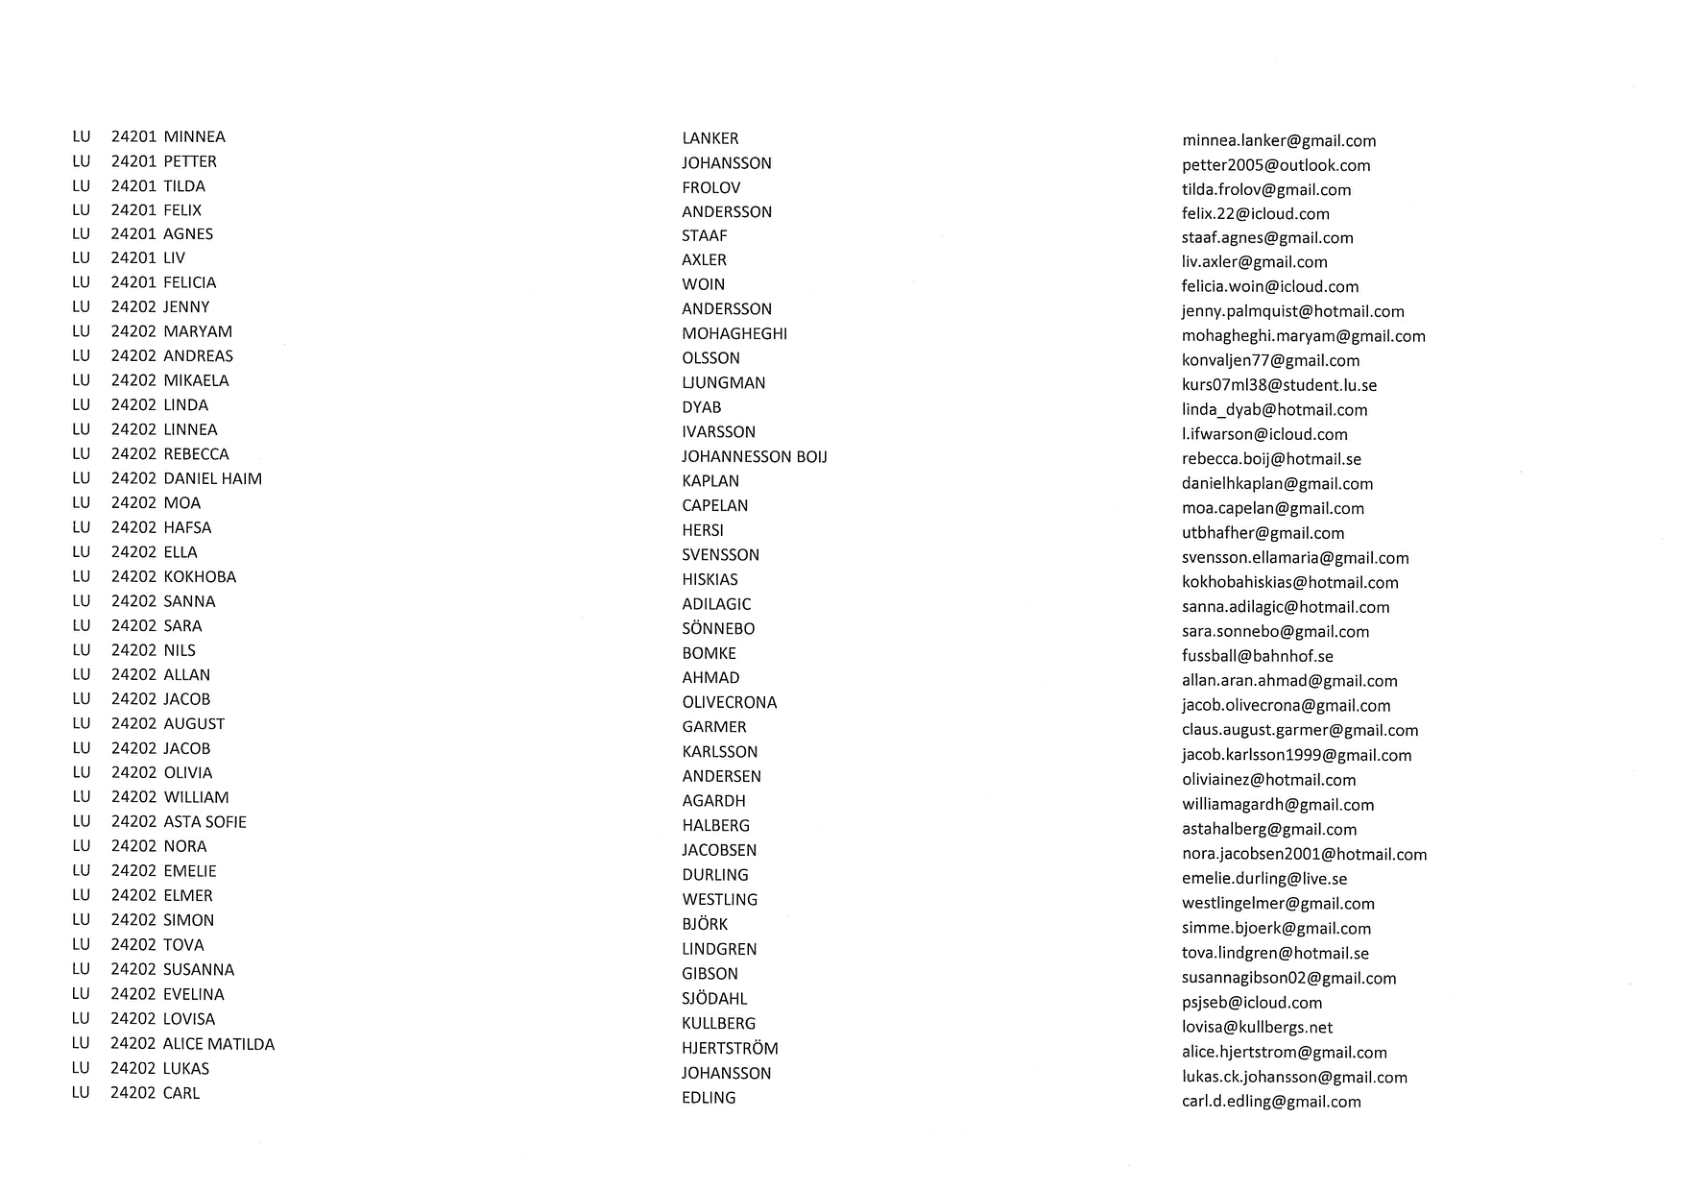 LU 24201 MINNEA LANKER minnea.lanker@gmail.com
LU 24201 PETTER JOHANSSON petter2005@outlook.com
LU 24201 TILDA FROLOV tilda.frolov@gmail.com
LU 24201 FELIX ANDERSSON felix.22@icloud.com
LU 24201 AGNES STAAF staaf.agnes@gmail.com
LU 24201 LIV AXLER liv.axler@gmail.com
LU 24201 FELICIA WOIN felicia.woin@icloud.com
LU 24202 JENNY ANDERSSON jenny.palmquist@hotmail.com
LU 24202 MARYAM MOHAGHEGHI mohagheghi.maryam@gmail.com
LU 24202 ANDREAS OLSSON konvaljen77@gmail.com
LU 24202 MIKAELA LJUNGMAN kurs07ml38@student.lu.se
LU 24202 LINDA DYAB linda_dyab@hotmail.com
LU 24202 LINNEA IVARSSON l.ifwarson@icloud.com
LU 24202 REBECCA JOHANNESSON BOIJ rebecca.boij@hotmail.se
LU 24202 DANIEL HAIM KAPLAN danielhkaplan@gmail.com
LU 24202 MOA CAPELAN moa.capelan@gmail.com
LU 24202 HAFSA HERSI utbhafher@gmail.com
LU 24202 ELLA SVENSSON svensson.ellamaria@gmail.com
LU 24202 KOKHOBA HISKIAS kokhobahiskias@hotmail.com
LU 24202 SANNA ADILAGIC sanna.adilagic@hotmail.com
LU 24202 SARA SÖNNEBO sara.sonnebo@gmail.com
LU 24202 NILS BOMKE fussball@bahnhof.se
LU 24202 ALLAN AHMAD allan.aran.ahmad@gmail.com
LU 24202 JACOB OLIVECRONA jacob.olivecrona@gmail.com
LU 24202 AUGUST GARMER claus.august.garmer@gmail.com
LU 24202 JACOB KARLSSON jacob.karlsson1999@gmail.com
LU 24202 OLIVIA ANDERSEN oliviainez@hotmail.com
LU 24202 WILLIAM AGARDH williamagardh@gmail.com
LU 24202 ASTA SOFIE HALBERG astahalberg@gmail.com
LU 24202 NORA JACOBSEN nora.jacobsen2001@hotmail.com
LU 24202 EMELIE DURLING emelie.durling@live.se
LU 24202 ELMER WESTLING westlingelmer@gmail.com
LU 24202 SIMON BJÖRK simme.bjoerk@gmail.com
LU 24202 TOVA LINDGREN tova.lindgren@hotmail.se
LU 24202 SUSANNA GIBSON susannagibson02@gmail.com
LU 24202 EVELINA SJÖDAHL psjseb@icloud.com
LU 24202 LOVISA KULLBERG lovisa@kullbergs.net
LU 24202 ALICE MATILDA HJERTSTRÖM alice.hjertstrom@gmail.com
LU 24202 LUKAS JOHANSSON lukas.ck.johansson@gmail.com
LU 24202 CARL EDLING carl.d.edling@gmail.com